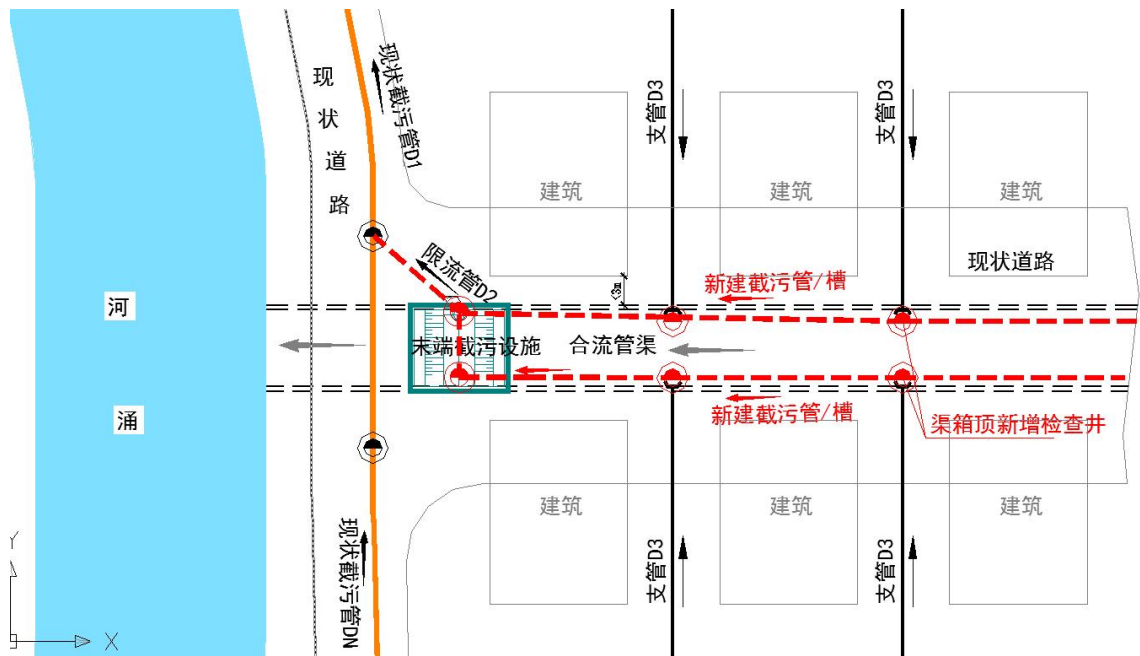 现状道路
现状截污管D1
支管D3
支管D3
建筑
建筑
建筑
限流管D2
<3m
新建截污管/槽
现状道路
河
涌
末端截污设施
合流管渠
新建截污管/槽
渠箱顶新增检查井
建筑
建筑
建筑
现状截污管DN
支管D3
支管D3
Y
X